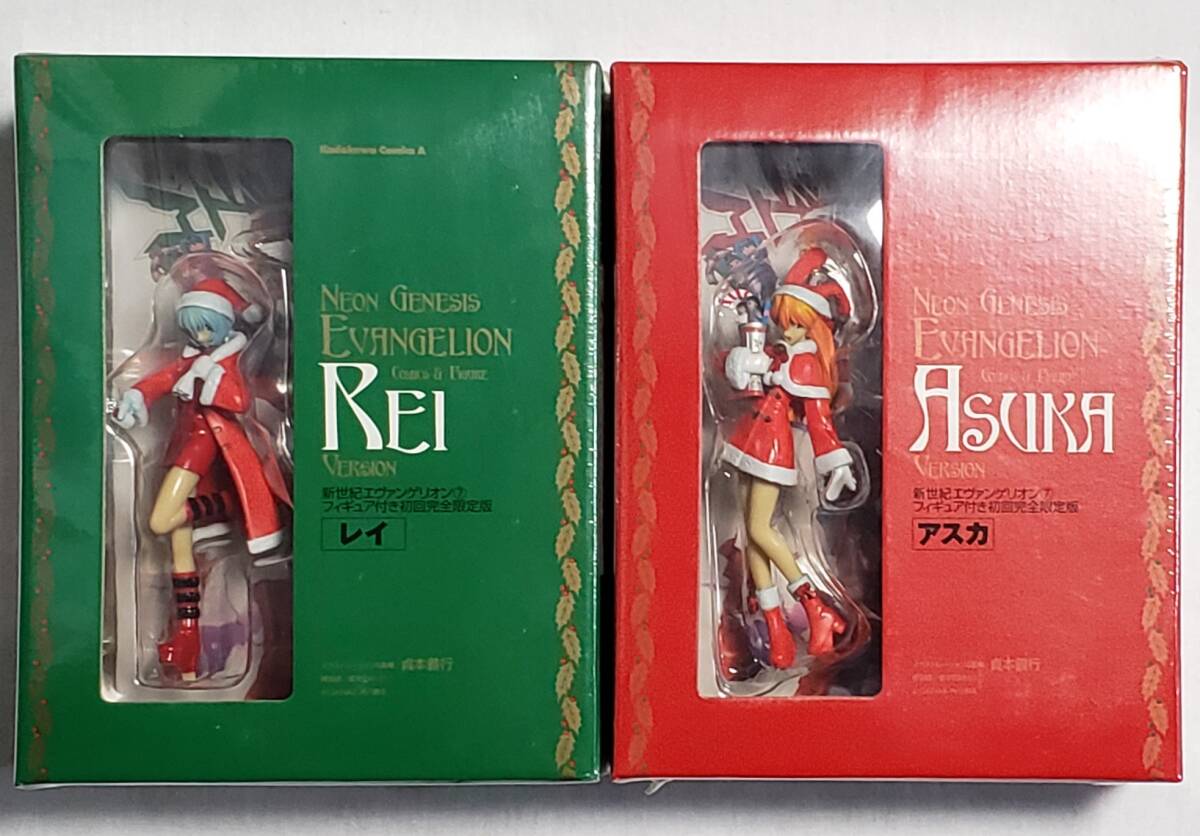 Kadokawa Comics A
NEON GENESIS
EVANGELION
COMICS & FIGURE
REI
VERSION
新世紀エヴァンゲリオン⑦
フィギュア付き初回完全限定版
レイ
貞本義行
NEON GENESIS
EVANGELION
COMICS & FIGURE
ASUKA
VERSION
新世紀エヴァンゲリオン⑦
フィギュア付き初回完全限定版
アスカ
貞本義行